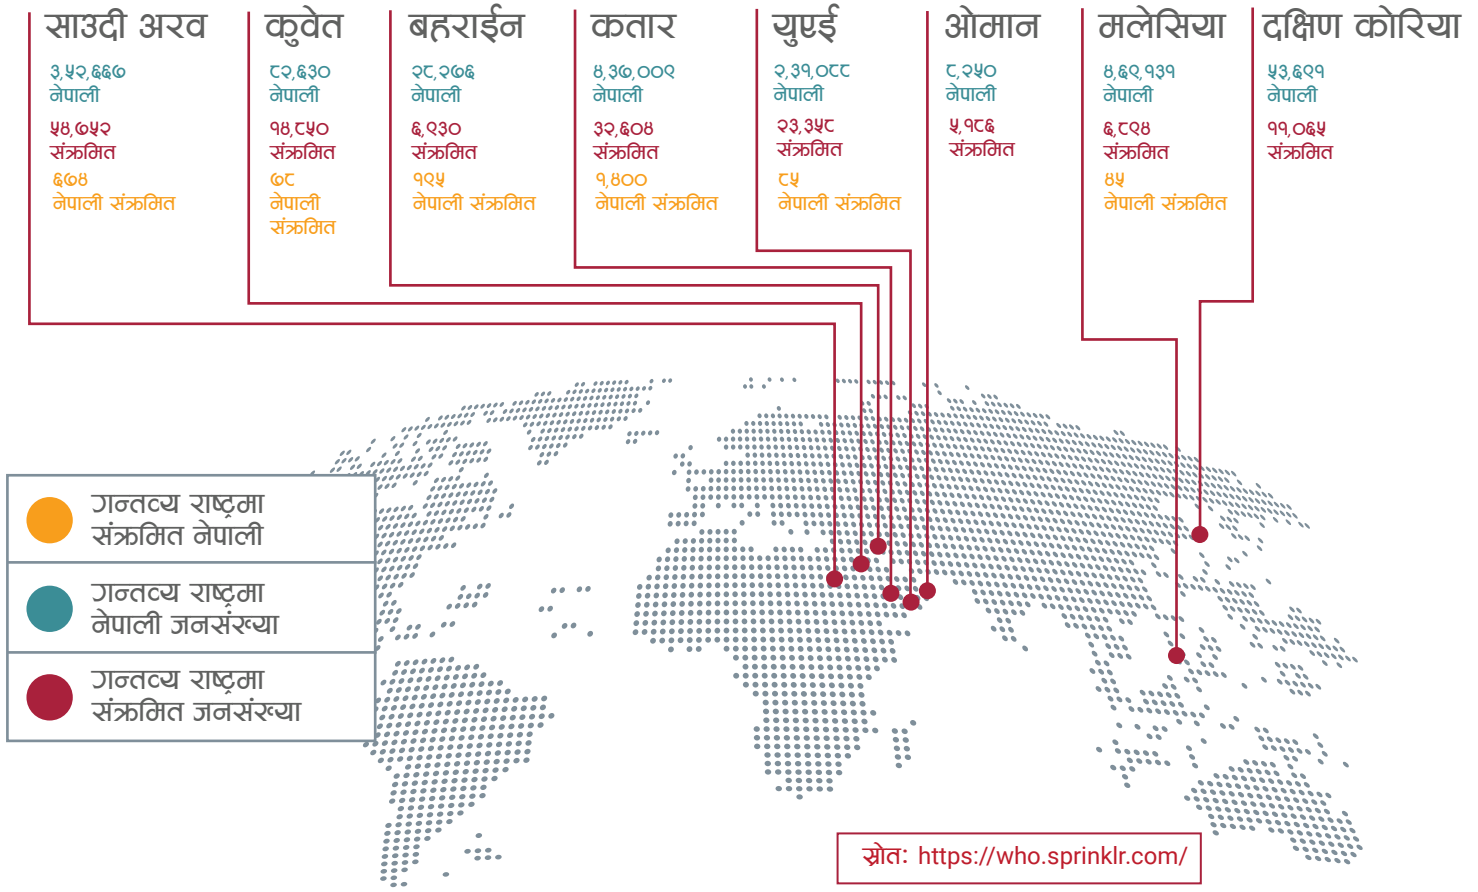 साउदी अरव
३,५२,६६७
नेपाली
५४,७५२
संक्रमित
६७४
नेपाली संक्रमित
कुवेत
८२,६३०
नेपाली
१४,८५०
संक्रमित
७८
नेपाली
संक्रमित
बहराईन
२८,२७६
नेपाली
६,९३०
संक्रमित
१९५
नेपाली संक्रमित
कतार
४,३७,००९
नेपाली
३२,६०४
संक्रमित
१,४००
नेपाली संक्रमित
युएई
२,३१,०८८
नेपाली
२३,३५८
संक्रमित
८५
नेपाली संक्रमित
ओमान
८,२५०
नेपाली
५,१८६
संक्रमित
मलेसिया
४,६९,१३१
नेपाली
६,८९४
संक्रमित
४५
नेपाली संक्रमित
दक्षिण कोरिया
५३,६९१
नेपाली
११,०६५
संक्रमित
गन्तव्य राष्ट्रमा
संक्रमित नेपाली
गन्तव्य राष्ट्रमा
नेपाली जनसंख्या
गन्तव्य राष्ट्रमा
संक्रमित जनसंख्या
स्रोतः https://who.sprinklr.com/